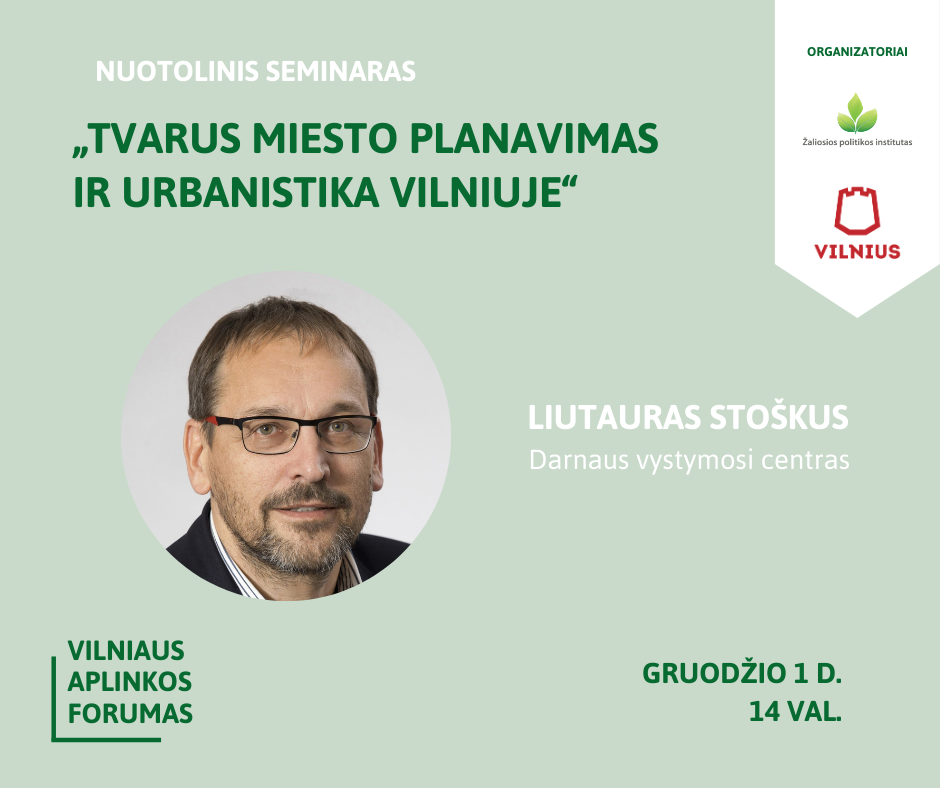 NUOTOLINIS SEMINARAS
„TVARUS MIESTO PLANAVIMAS
IR URBANISTIKA VILNIUJE“
ORGANIZATORIAI
Žaliosios politikos institutas
VILNIUS
LIUTAURAS STOŠKUS
Darnaus vystymosi centras
VILNIAUS
APLINKOS
FORUMAS
GRUODŽIO 1 D.
14 VAL.